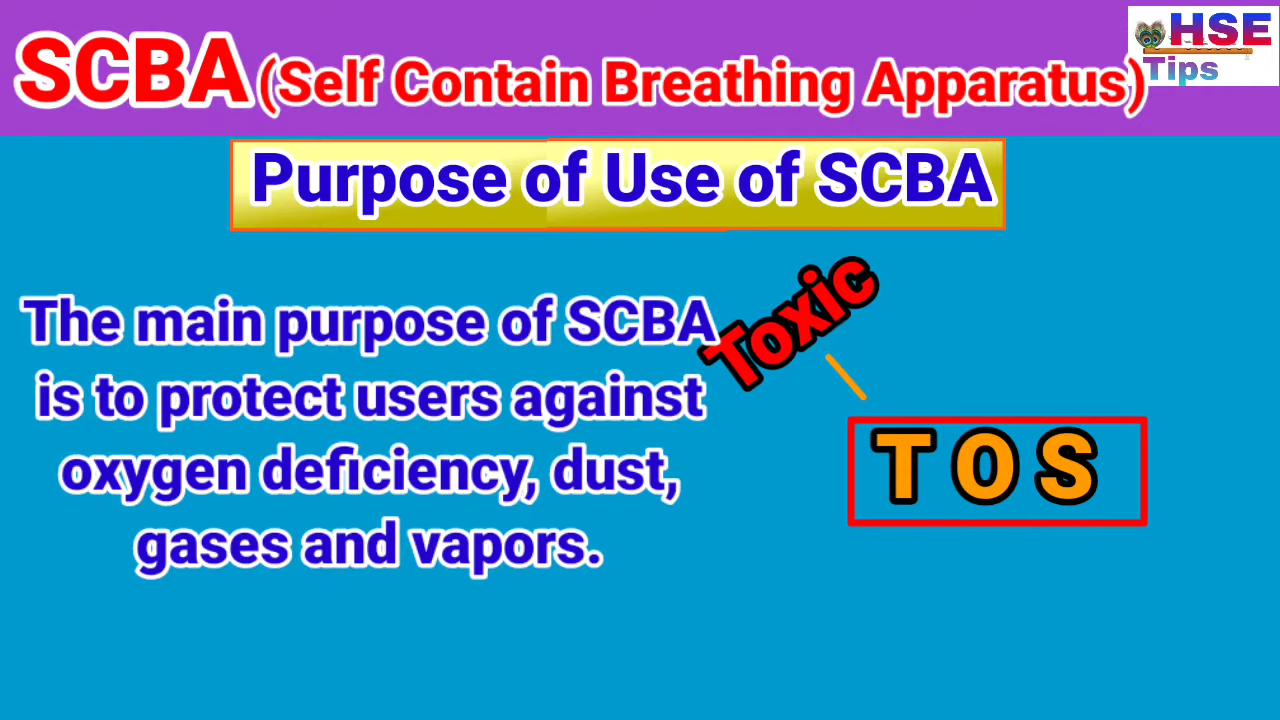 SCBA (Self Contain Breathing Apparatus)
HSE
Tips
Purpose of Use of SCBA
The main purpose of SCBA
is to protect users against
oxygen deficiency, dust,
gases and vapors.
Toxic
T O S